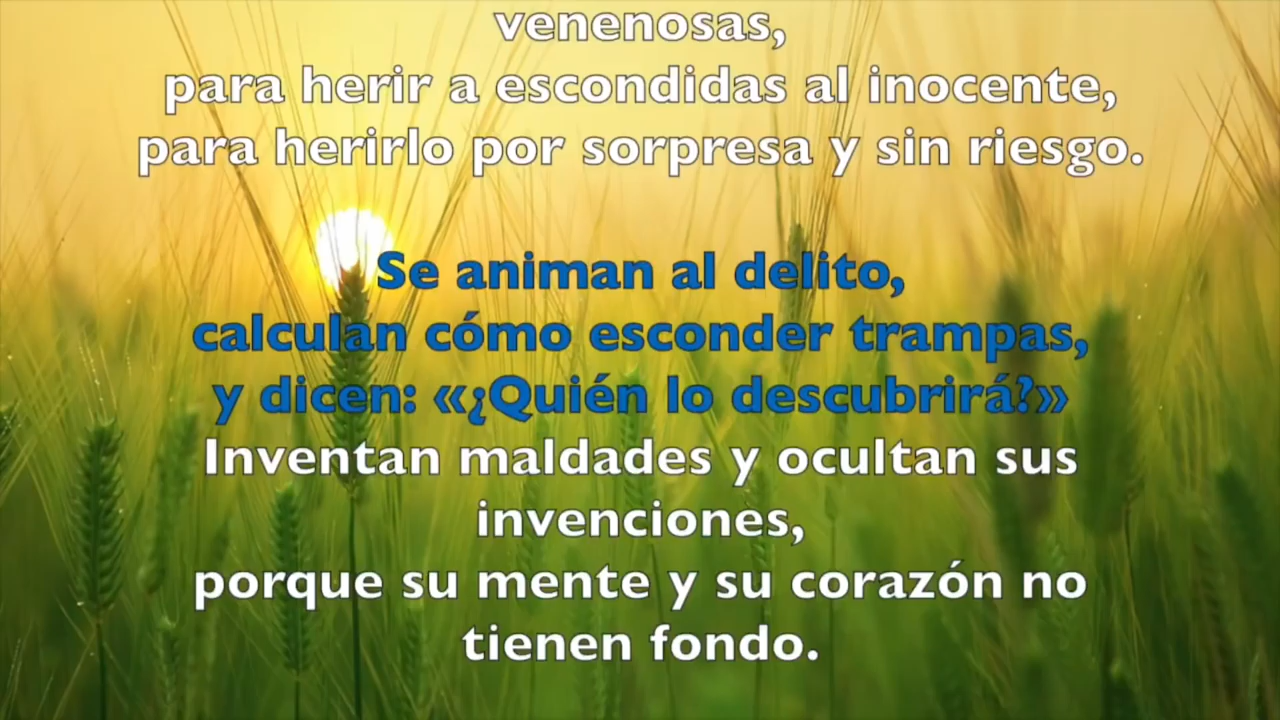 venenosas,
para herir a escondidas al inocente,
para herirlo por sorpresa y sin riesgo.
Se animan al delito,
calculan cómo esconder trampas,
y dicen: «¿Quién lo descubrirá?»
Inventan maldades y ocultan sus
invenciones,
porque su mente y su corazón no
tienen fondo.